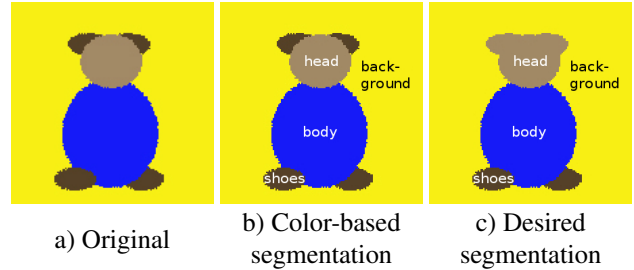 head
back-
ground
body
shoes
head
back-
ground
body
shoes
a) Original
b) Color-based
segmentation
c) Desired
segmentation